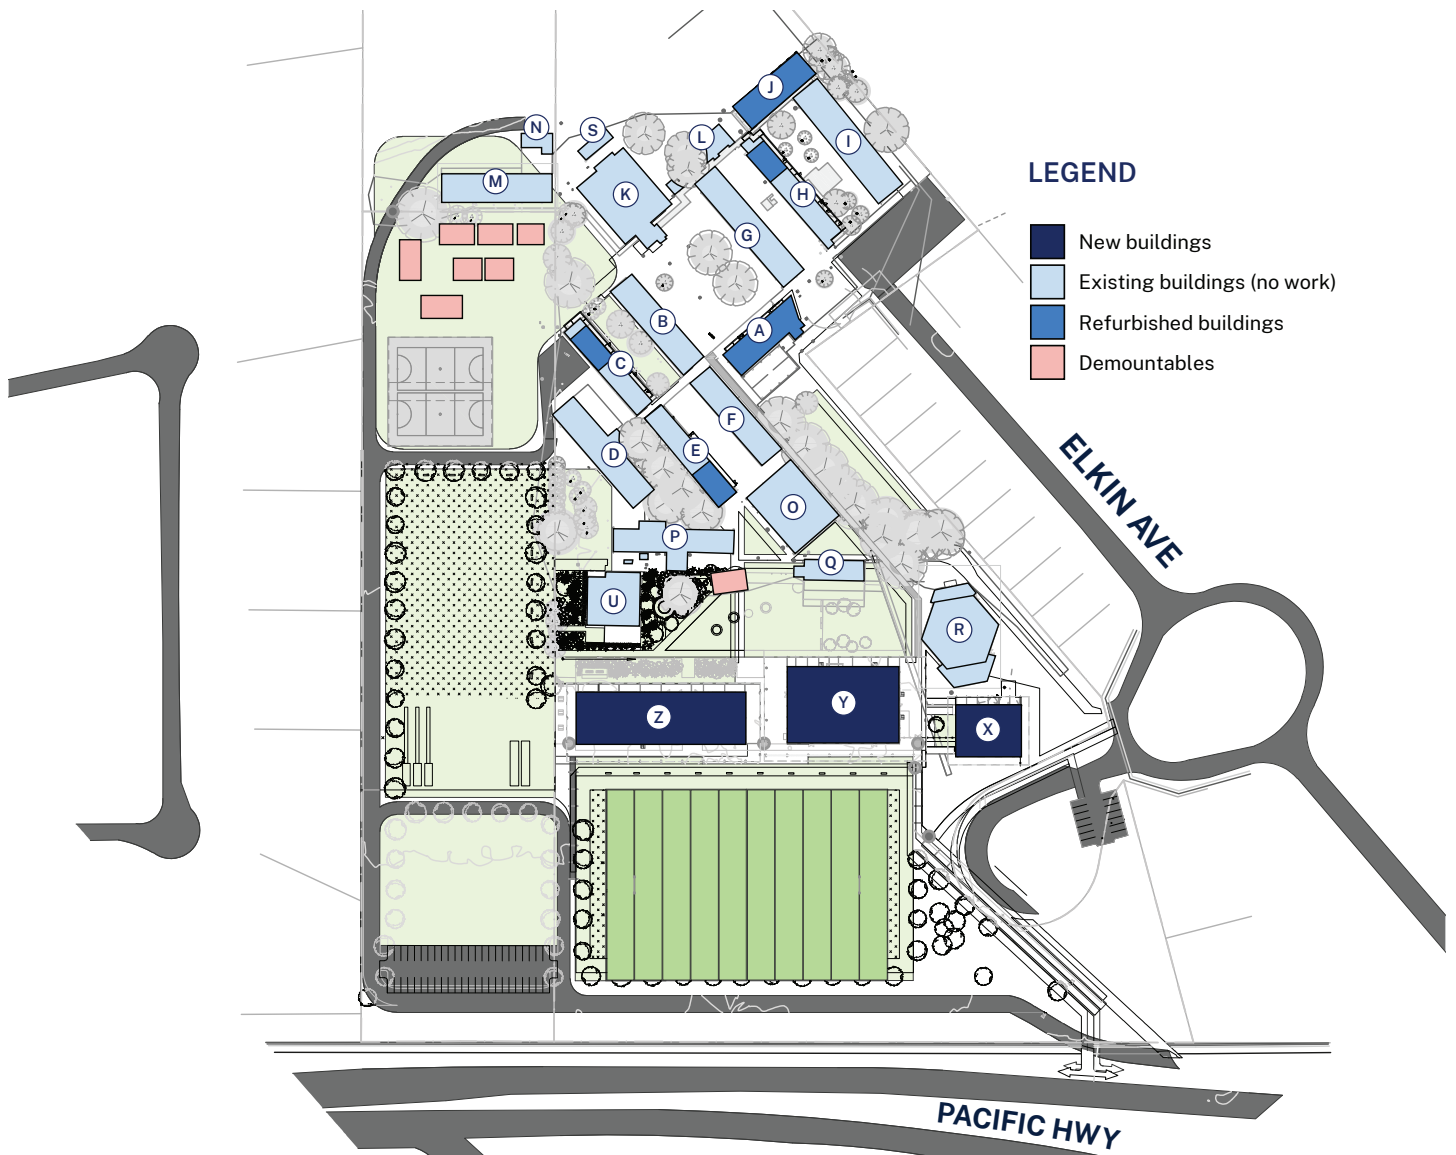 J
N
S
L
I
M
K
H
G
B
A
C
F
D
E
O
P
Q
U
R
Y
Z
X
LEGEND
New buildings
Existing buildings (no work)
Refurbished buildings
Demountables
ELKIN AVE
PACIFIC HWY